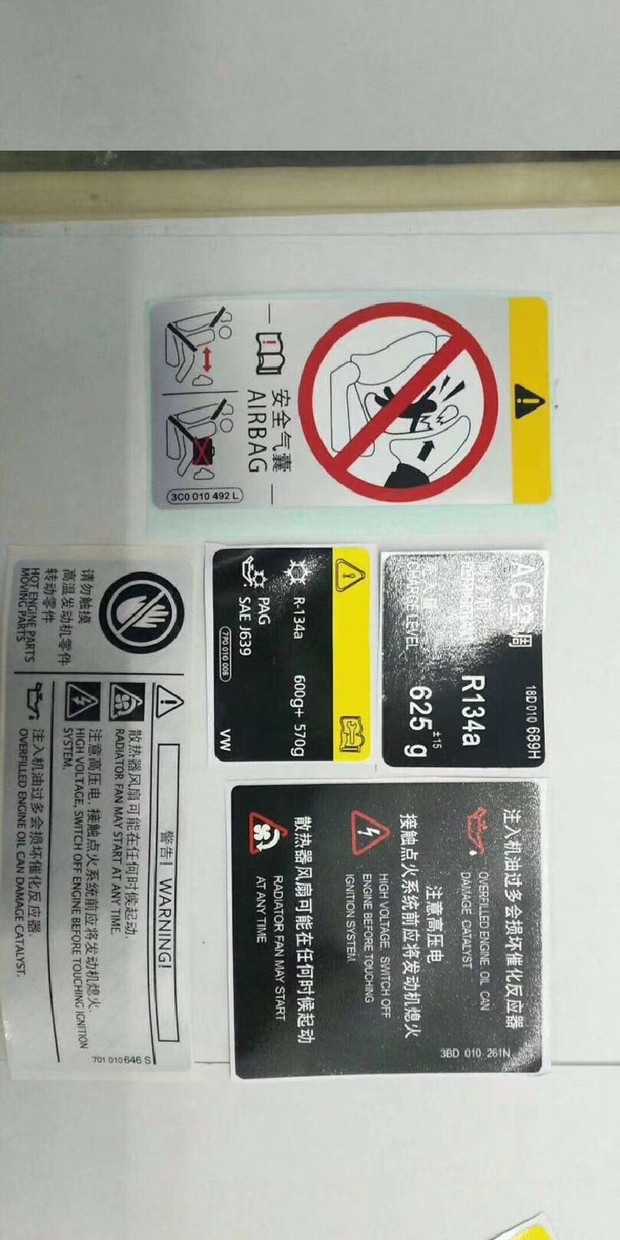 安全气囊
AIRBAG
3C0 010 492 L
AC空调
CHARGE LEVEL
R134a
625 g
±15
18D 010 689H
R-134a 600g+ 570g
PAG
SAE J639
7P0 010 008
VW
请勿触摸
高温发动机零件
转动零件
HOT ENGINE PARTS
MOVING PARTS
警告! WARNING!
散热器风扇可能在任何时候起动.
RADIATOR FAN MAY START AT ANY TIME.
注意高压电. 接触点火系统前应将发动机熄火.
HIGH VOLTAGE, SWITCH OFF ENGINE BEFORE TOUCHING IGNITION
SYSTEM.
注入机油过多会损坏催化反应器.
OVERFILLED ENGINE OIL CAN DAMAGE CATALYST.
701 010 646 S
注入机油过多会损坏催化反应器
OVERFILLED ENGINE OIL CAN
DAMAGE CATALYST
注意高压电
接触点火系统前应将发动机熄火
HIGH VOLTAGE, SWITCH OFF
ENGINE BEFORE TOUCHING
IGNITION SYSTEM
散热器风扇可能在任何时候起动
RADIATOR FAN MAY START
AT ANY TIME
3BD 010 261N